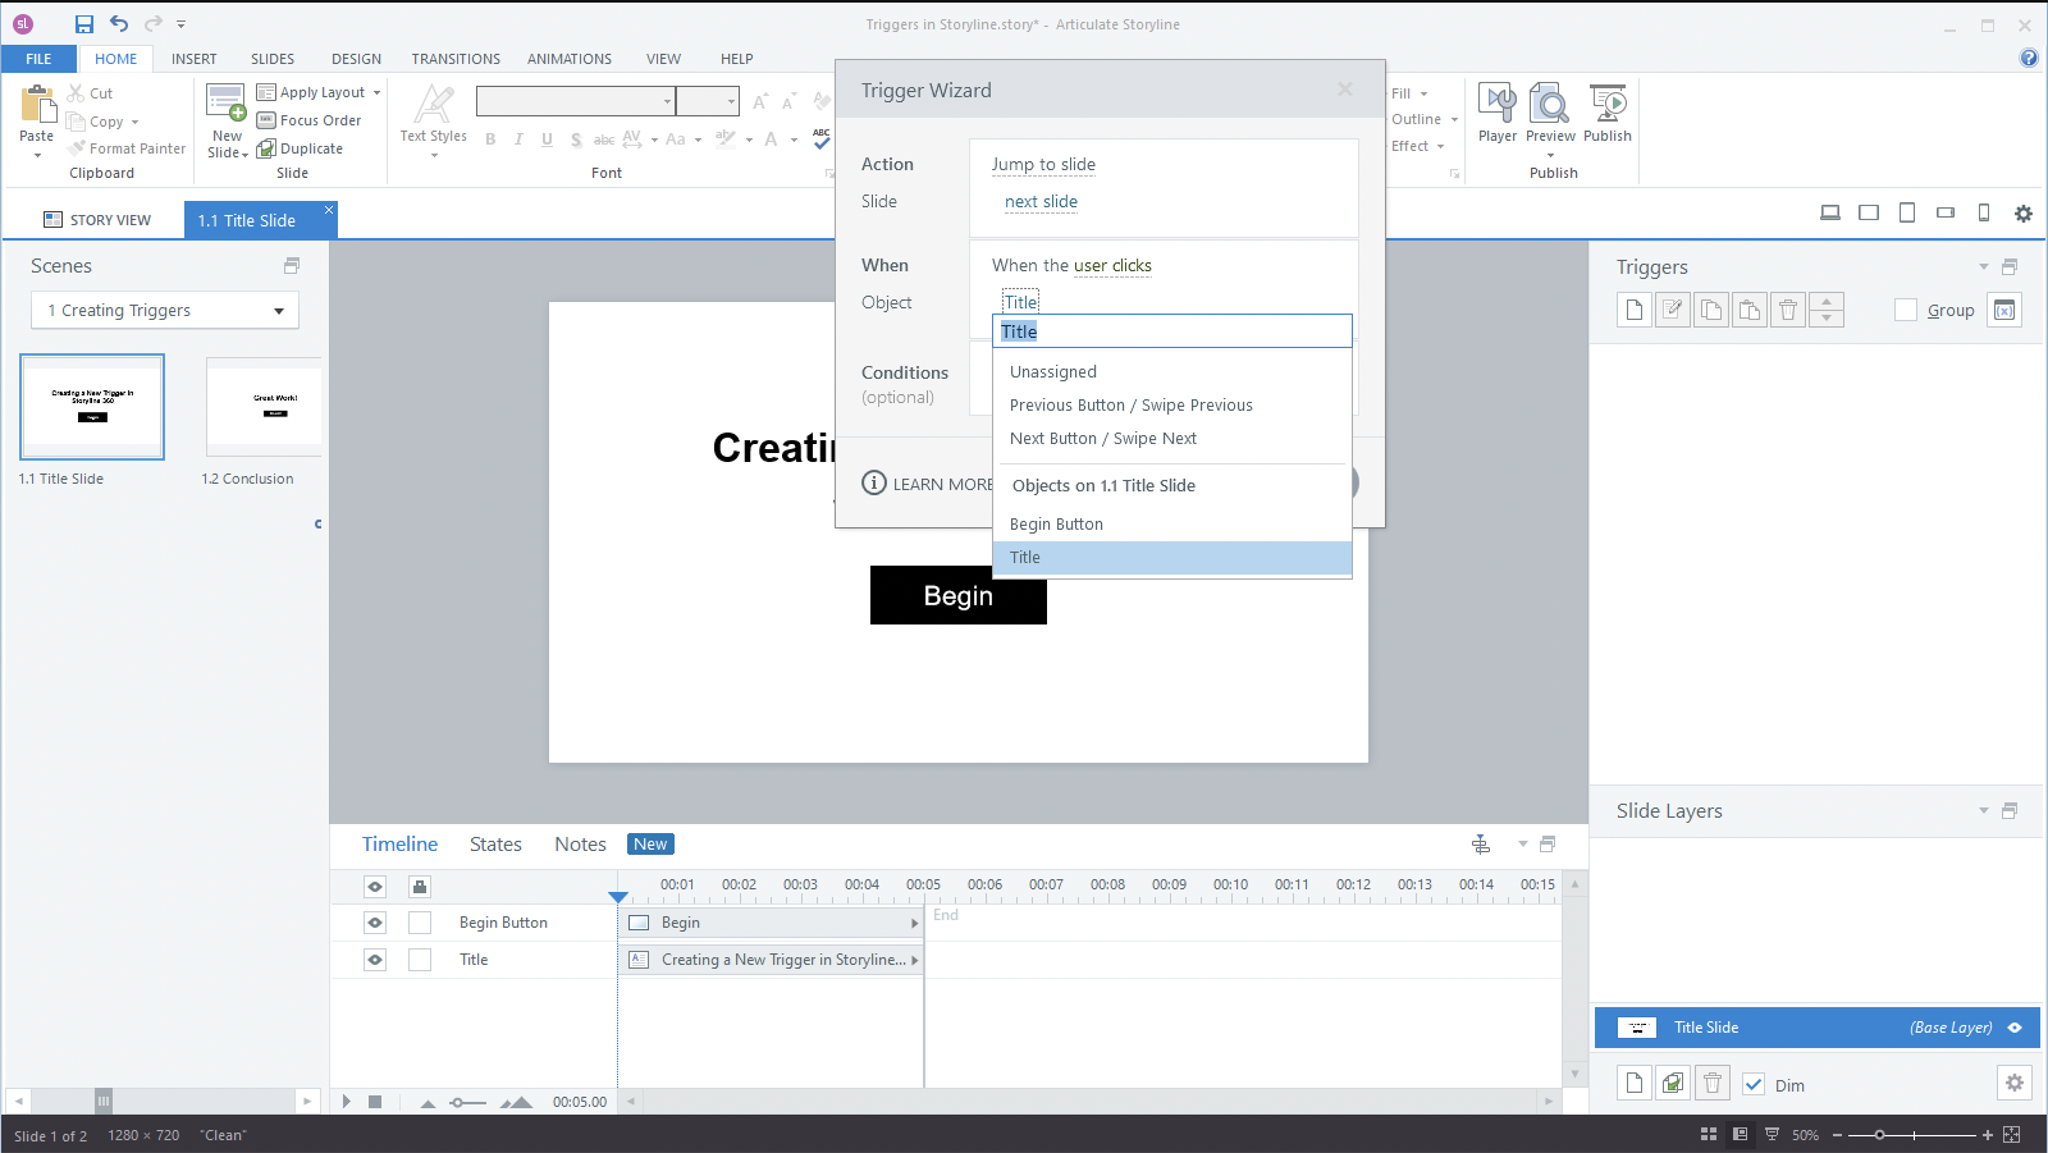 SL
Triggers in Storyline.story* - Articulate Storyline
FILE HOME INSERT SLIDES DESIGN TRANSITIONS ANIMATIONS VIEW HELP
Paste
Cut
Copy
Format Painter
Clipboard
New Slide
Apply Layout
Focus Order
Duplicate
Slide
Text Styles
B I U S abc AV Aa A
ABC
Font
Fill
Outline
Effect
Player Preview Publish
Publish
STORY VIEW
1.1 Title Slide
Scenes
1 Creating Triggers
Creating a New Trigger in
Storyline 360
Begin
Great Work!
1.1 Title Slide
1.2 Conclusion
Creatin
Begin
Trigger Wizard
Action
Jump to slide
Slide
next slide
When
When the user clicks
Object
Title
Title
Conditions
(optional)
Unassigned
Previous Button / Swipe Previous
Next Button / Swipe Next
Objects on 1.1 Title Slide
Begin Button
Title
LEARN MORE
Triggers
Group
(x)
Slide Layers
Title Slide (Base Layer)
Dim
Timeline States Notes New
00:01 00:02 00:03 00:04 00:05 00:06 00:07 00:08 00:09 00:10 00:11 00:12 00:13 00:14 00:15
Begin Button
Begin
End
Title
Creating a New Trigger in Storyline...
00:05.00
Slide 1 of 2
1280 × 720
"Clean"
50%